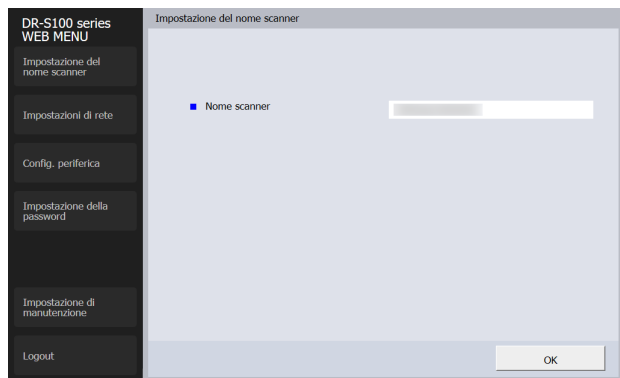 DR-S100 series
WEB MENU
Impostazione del
nome scanner
Impostazioni di rete
Config. periferica
Impostazione della
password
Impostazione di
manutenzione
Logout
Impostazione del nome scanner
Nome scanner
OK